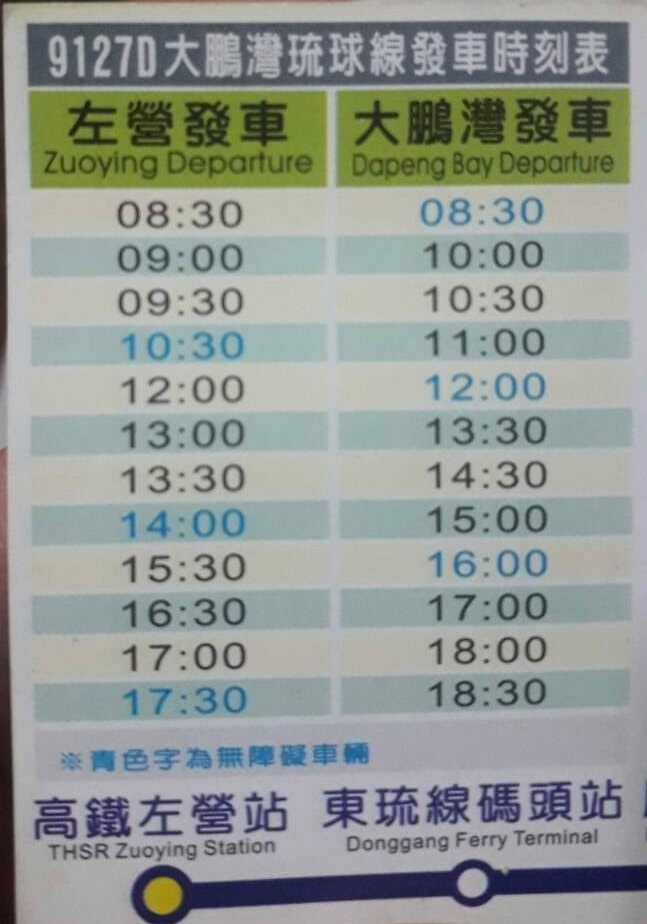 9127D大鵬灣琉球線發車時刻表
左營發車 大鵬灣發車
Zuoying Departure Dapeng Bay Departure
08:30 08:30
09:00 10:00
09:30 10:30
10:30 11:00
12:00 12:00
13:00 13:30
13:30 14:30
14:00 15:00
15:30 16:00
16:30 17:00
17:00 18:00
17:30 18:30
※青色字為無障礙車輛
高鐵左營站 東琉線碼頭站
THSR Zuoying Station Donggang Ferry Terminal